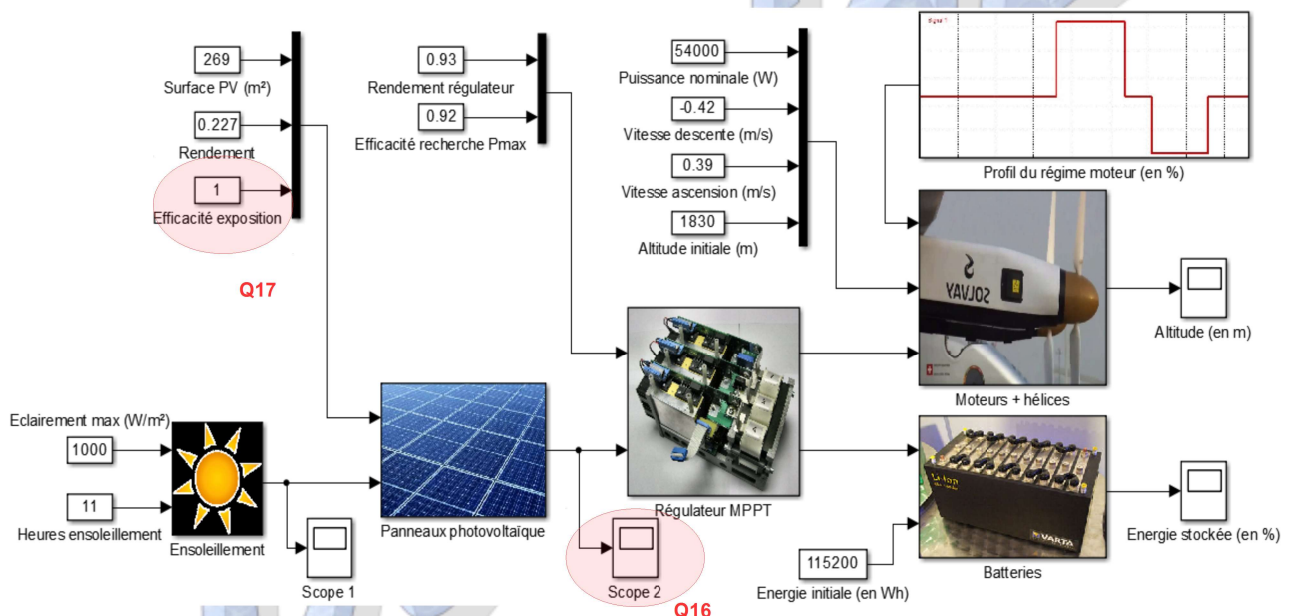 Signal 1
269
Surface PV (m²)
0.227
Rendement
1
Efficacité exposition
Q17
0.93
Rendement régulateur
0.92
Efficacité recherche Pmax
54000
Puissance nominale (W)
-0.42
Vitesse descente (m/s)
0.39
Vitesse ascension (m/s)
1830
Altitude initiale (m)
Profil du régime moteur (en %)
SOLVAY
Moteurs + hélices
Altitude (en m)
Eclairement max (W/m²)
1000
11
Heures ensoleillement
Ensoleillement
Scope 1
Panneaux photovoltaïque
Scope 2
Q16
Régulateur MPPT
115200
Energie initiale (en Wh)
VARTA
Batteries
Energie stockée (en %)